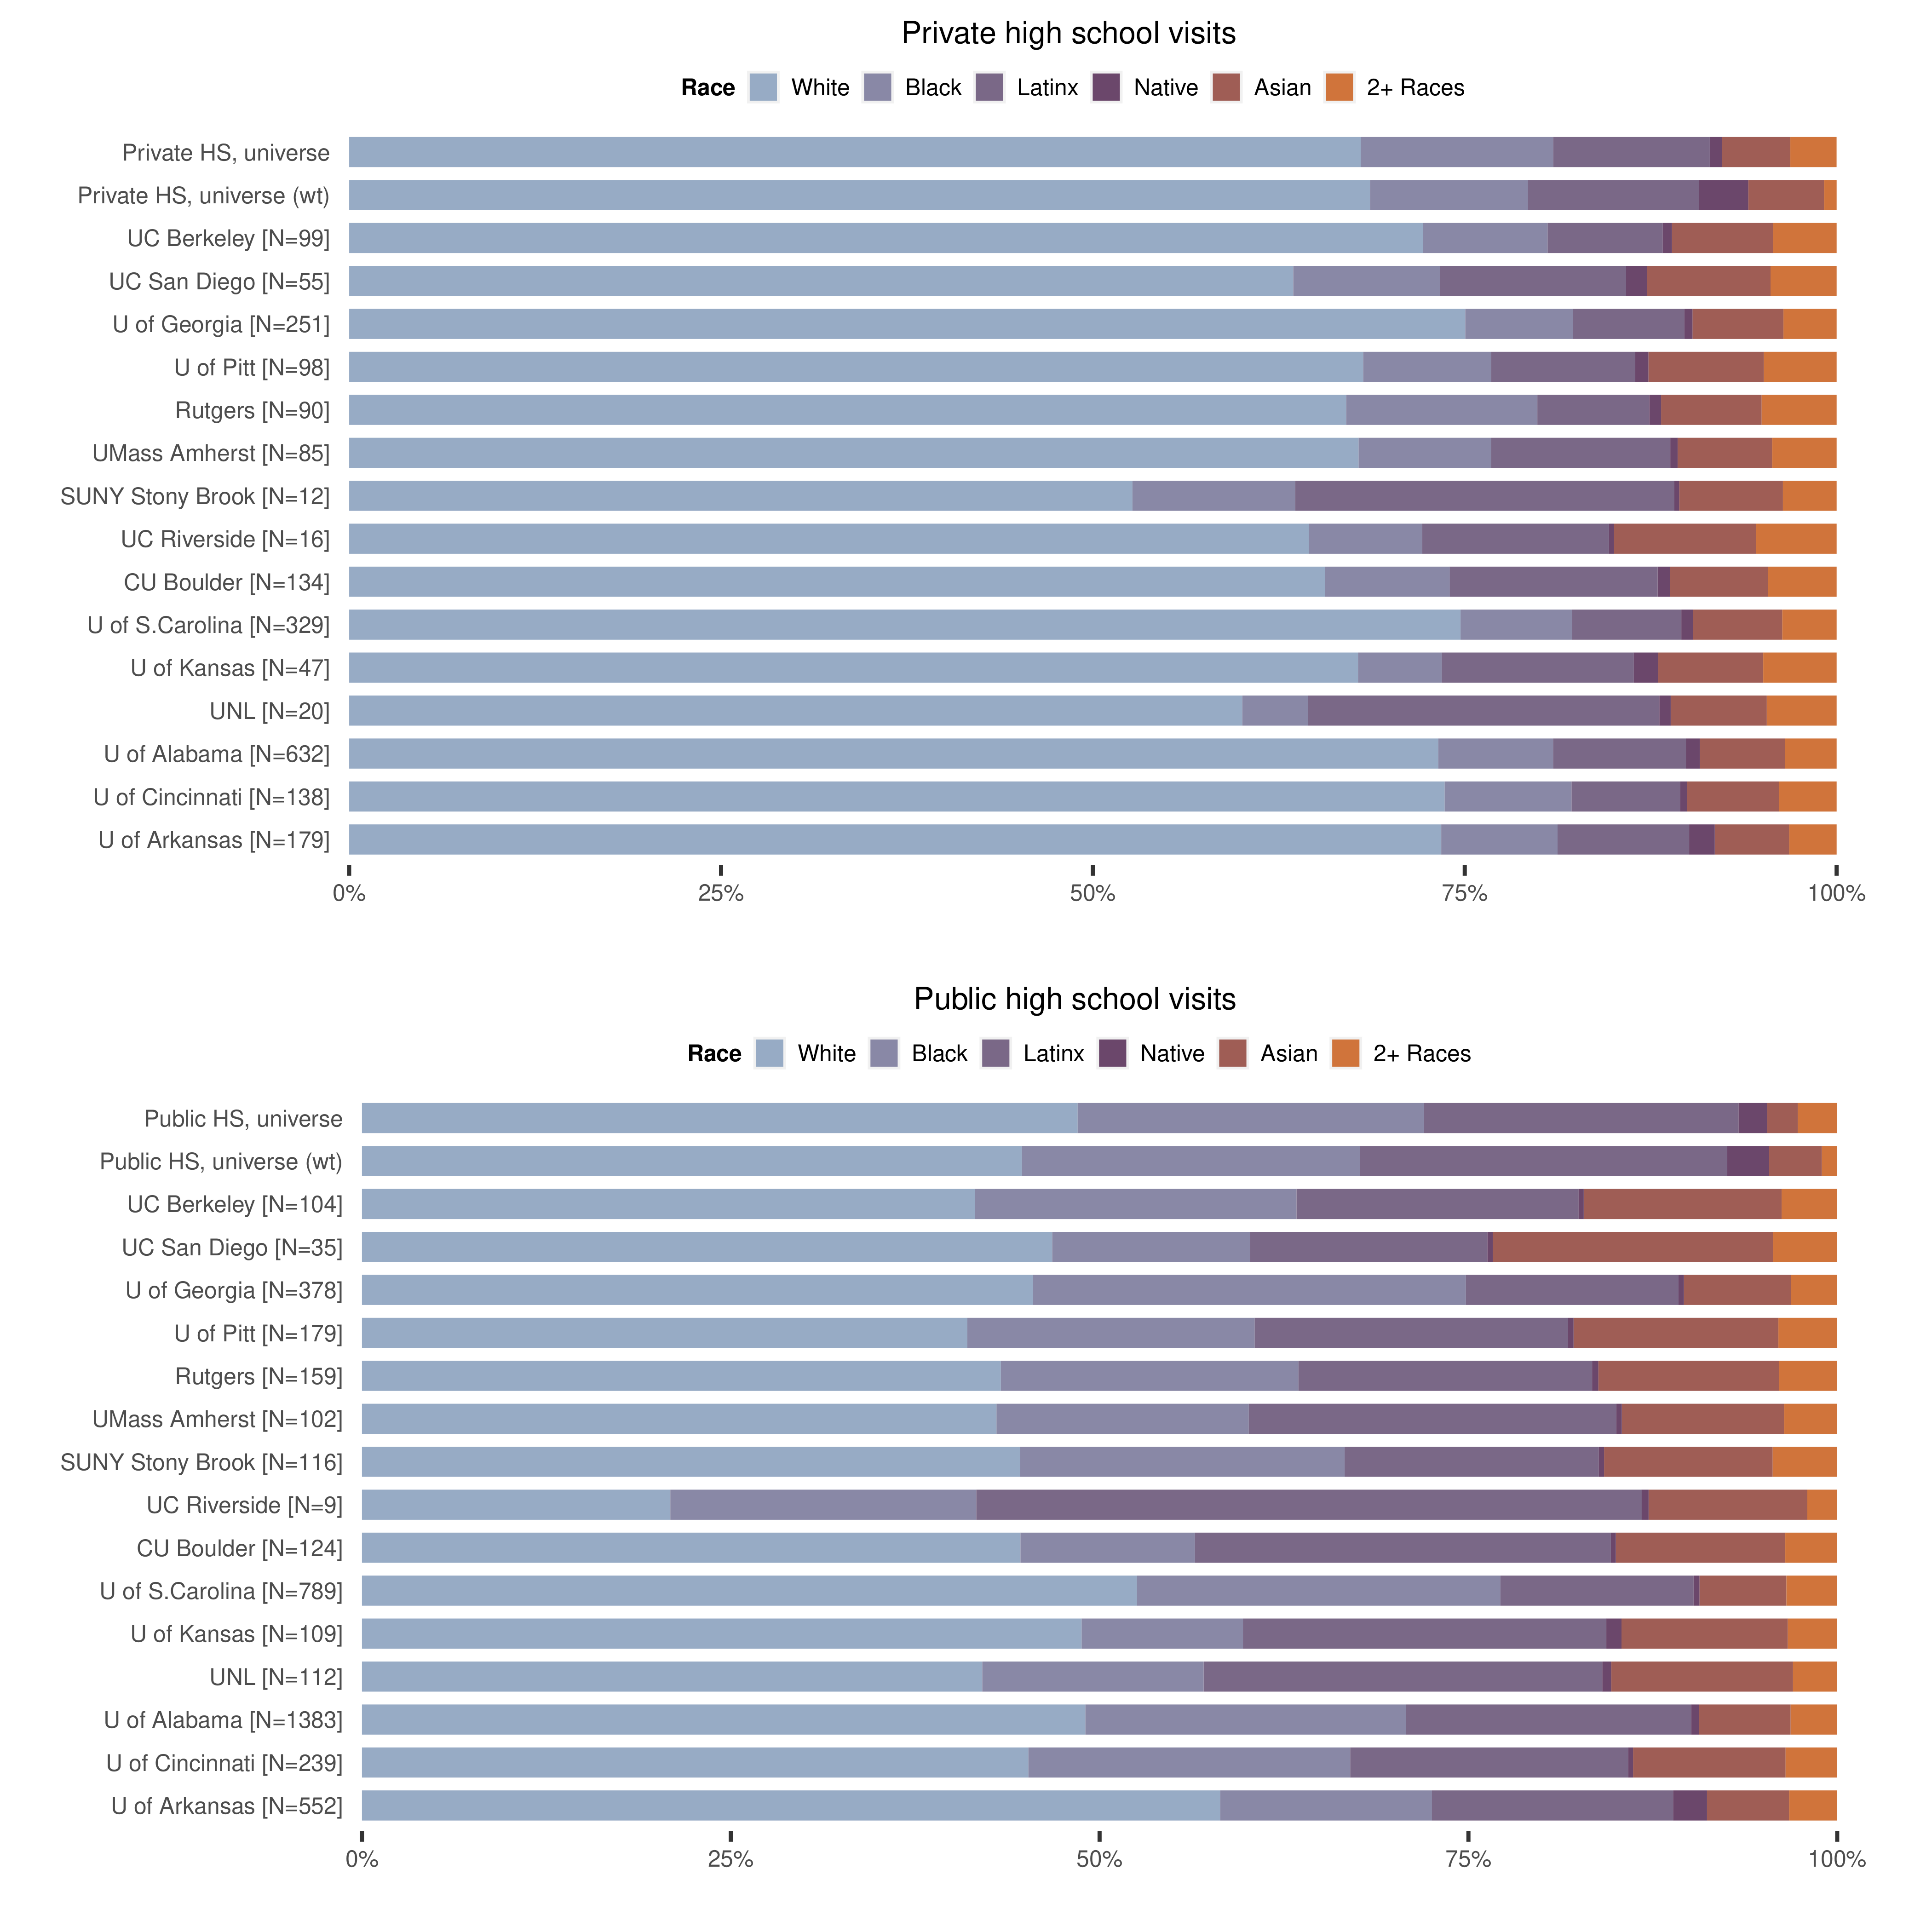 Private high school visits
Race White Black Latinx Native Asian 2+ Races
Private HS, universe
Private HS, universe (wt)
UC Berkeley [N=99]
UC San Diego [N=55]
U of Georgia [N=251]
U of Pitt [N=98]
Rutgers [N=90]
UMass Amherst [N=85]
SUNY Stony Brook [N=12]
UC Riverside [N=16]
CU Boulder [N=134]
U of S.Carolina [N=329]
U of Kansas [N=47]
UNL [N=20]
U of Alabama [N=632]
U of Cincinnati [N=138]
U of Arkansas [N=179]
0% 25% 50% 75% 100%
Public high school visits
Race White Black Latinx Native Asian 2+ Races
Public HS, universe
Public HS, universe (wt)
UC Berkeley [N=104]
UC San Diego [N=35]
U of Georgia [N=378]
U of Pitt [N=179]
Rutgers [N=159]
UMass Amherst [N=102]
SUNY Stony Brook [N=116]
UC Riverside [N=9]
CU Boulder [N=124]
U of S.Carolina [N=789]
U of Kansas [N=109]
UNL [N=112]
U of Alabama [N=1383]
U of Cincinnati [N=239]
U of Arkansas [N=552]
0% 25% 50% 75% 100%